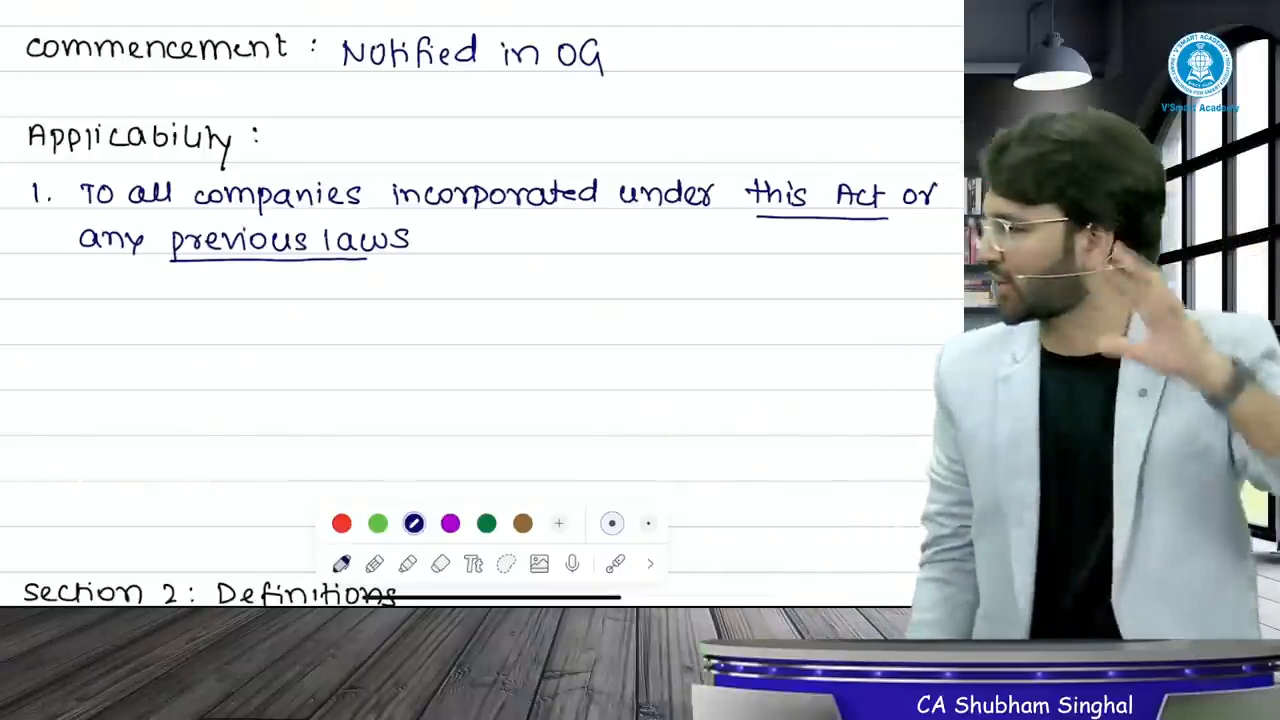 Commencement : Notified in OG
Applicability :
1. To all companies incorporated under this Act or
any previous laws
Tt
Section 2 : Definitions
V'Smart Academy
CA Shubham Singhal